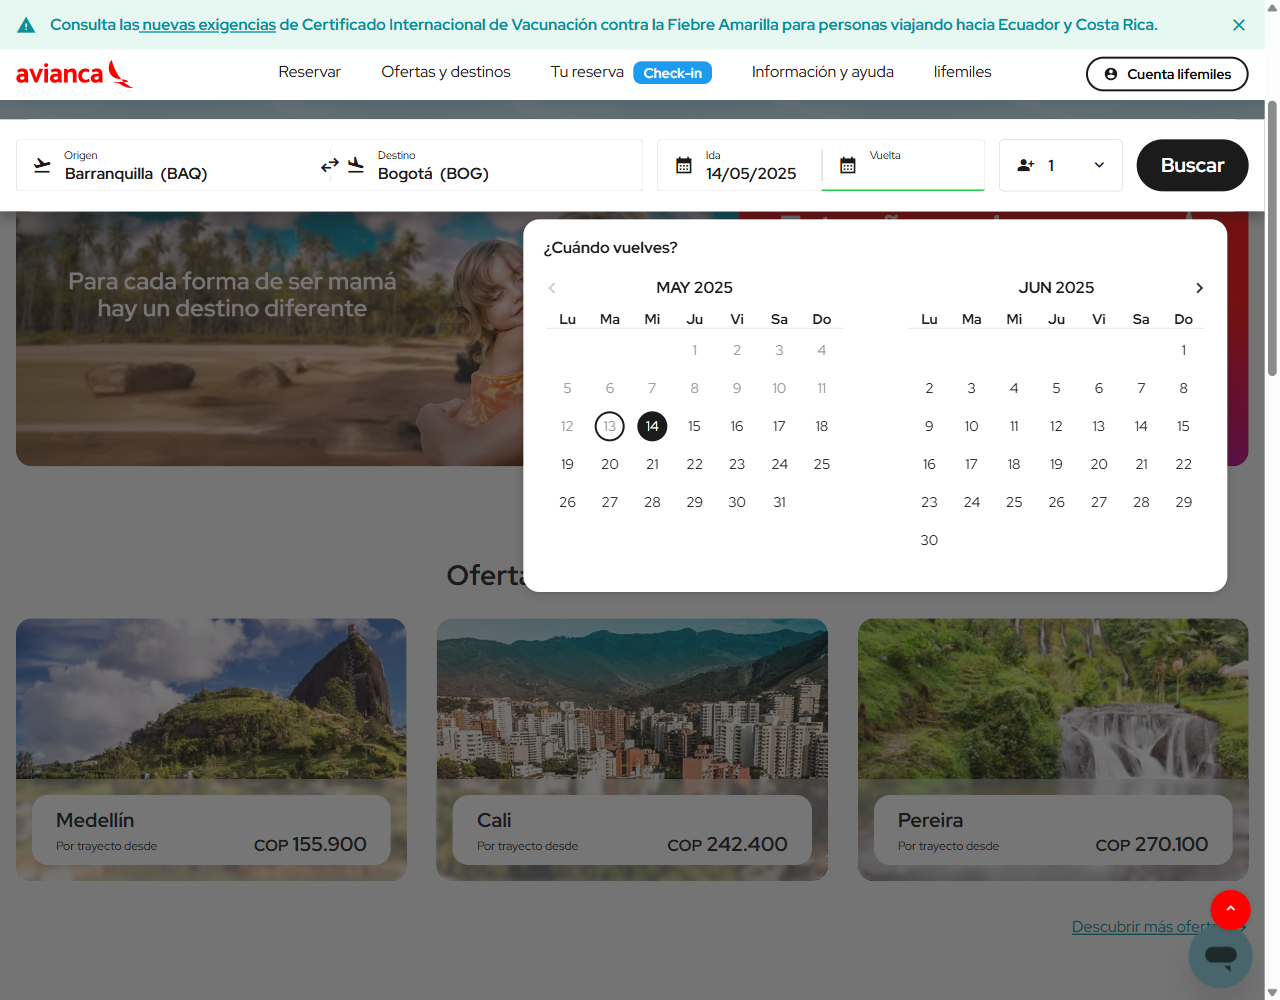 Consulta las nuevas exigencias de Certificado Internacional de Vacunación contra la Fiebre Amarilla para personas viajando hacia Ecuador y Costa Rica.
avianca
Reservar
Ofertas y destinos
Tu reserva
Check-in
Información y ayuda
lifemiles
Cuenta lifemiles
Origen
Barranquilla (BAQ)
Destino
Bogotá (BOG)
Ida
14/05/2025
Vuelta
1
Buscar
Para cada forma de ser mamá
hay un destino diferente
¿Cuándo vuelves?
MAY 2025
Lu Ma Mi Ju Vi Sa Do
1 2 3 4
5 6 7 8 9 10 11
12 13 14 15 16 17 18
19 20 21 22 23 24 25
26 27 28 29 30 31
JUN 2025
Lu Ma Mi Ju Vi Sa Do
1
2 3 4 5 6 7 8
9 10 11 12 13 14 15
16 17 18 19 20 21 22
23 24 25 26 27 28 29
30
Medellín
Por trayecto desde
COP 155.900
Cali
Por trayecto desde
COP 242.400
Pereira
Por trayecto desde
COP 270.100
Descubrir más